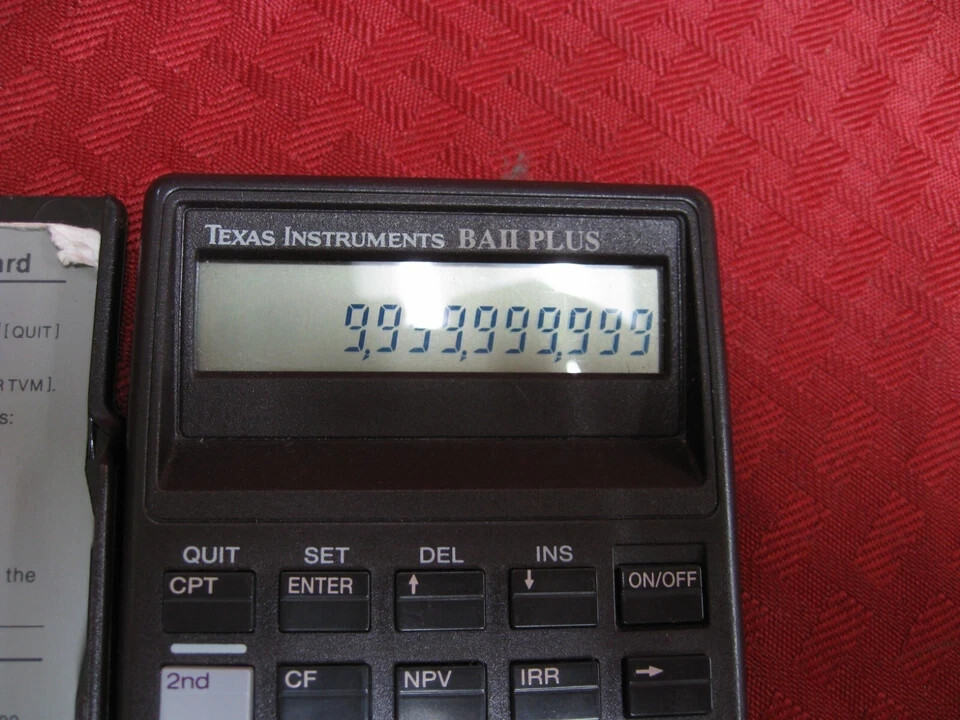 TEXAS INSTRUMENTS BAII PLUS
9,999,999,999
QUIT SET DEL INS
CPT ENTER ↑ ↓ ON/OFF
2nd CF NPV IRR →
rd
[QUIT]
TVM].
s:
the